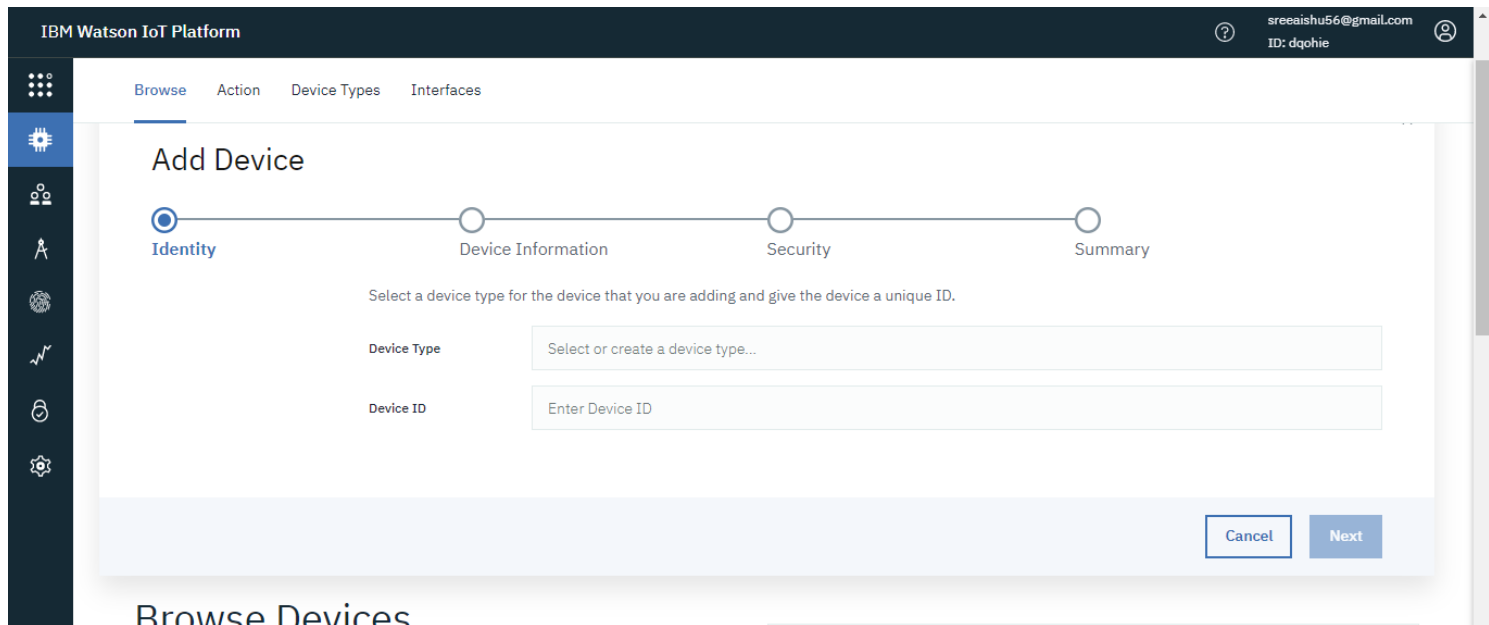 IBM Watson IoT Platform
sreeaishu56@gmail.com
ID: dqohie
Browse Action Device Types Interfaces
Add Device
Identity Device Information Security Summary
Select a device type for the device that you are adding and give the device a unique ID.
Device Type Select or create a device type...
Device ID Enter Device ID
Cancel Next
Browse Devices